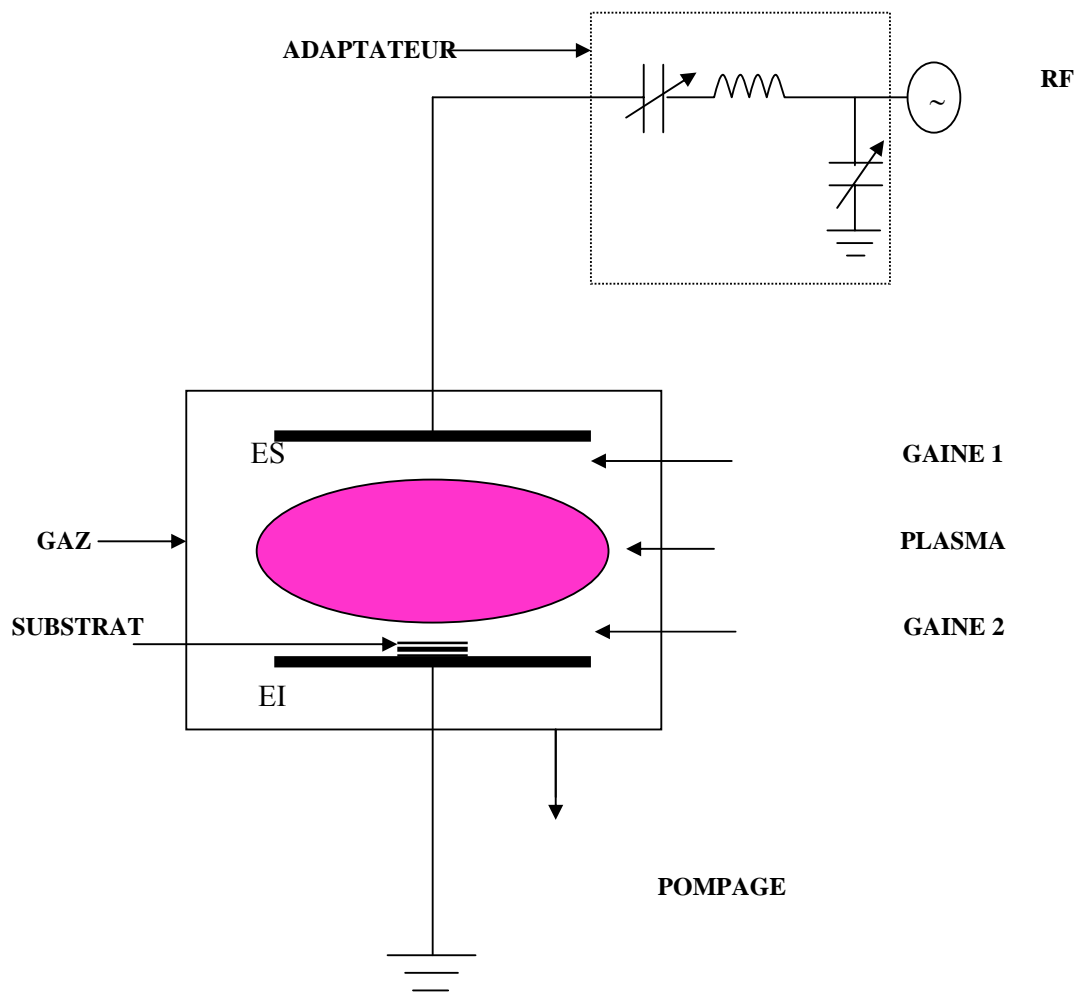 ADAPTATEUR
RF
~
ES
GAINE 1
GAZ
PLASMA
SUBSTRAT
GAINE 2
EI
POMPAGE